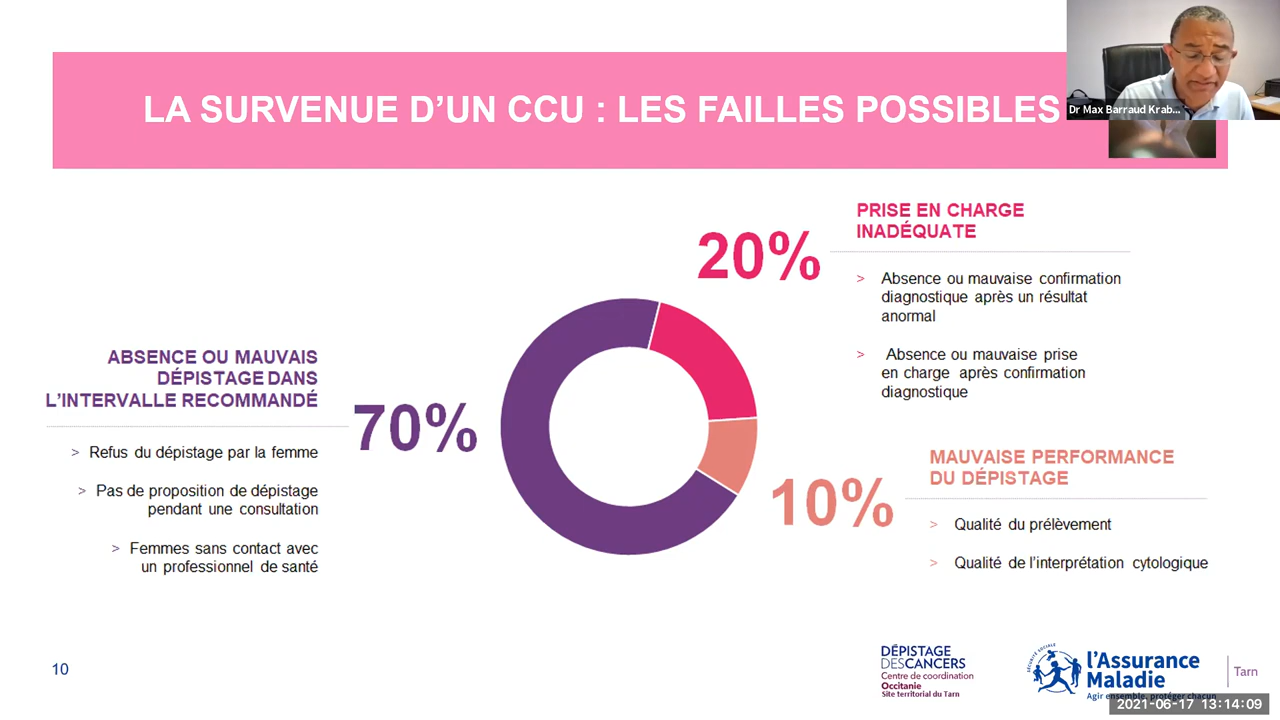 LA SURVENUE D’UN CCU : LES FAILLES POSSIBLES
Dr Max Barraud Krab...
20%
PRISE EN CHARGE
INADÉQUATE
> Absence ou mauvaise confirmation
diagnostique après un résultat
anormal
> Absence ou mauvaise prise
en charge après confirmation
diagnostique
70%
ABSENCE OU MAUVAIS
DÉPISTAGE DANS
L’INTERVALLE RECOMMANDÉ
> Refus du dépistage par la femme
> Pas de proposition de dépistage
pendant une consultation
> Femmes sans contact avec
un professionnel de santé
10%
MAUVAISE PERFORMANCE
DU DÉPISTAGE
> Qualité du prélèvement
> Qualité de l’interprétation cytologique
10
DÉPISTAGE
DES CANCERS
Centre de coordination
Occitanie
Site territorial du Tarn
SÉCURITÉ SOCIALE
l’Assurance
Maladie
Agir ensemble, protéger chacun
Tarn
2021-06-17 13:14:09